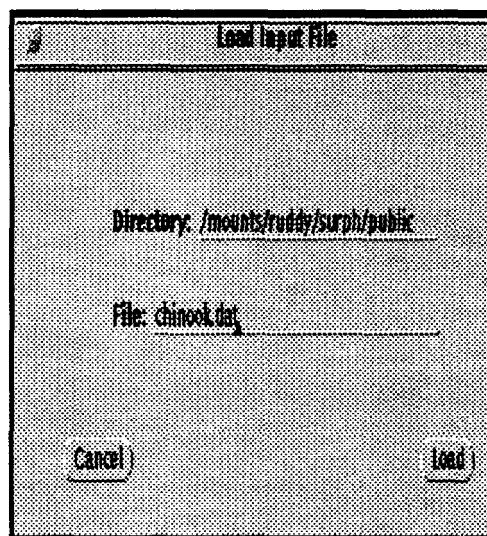 Load Input File
Directory: /mounts/ruddy/surph/public
File: chinook.dat
Cancel Load